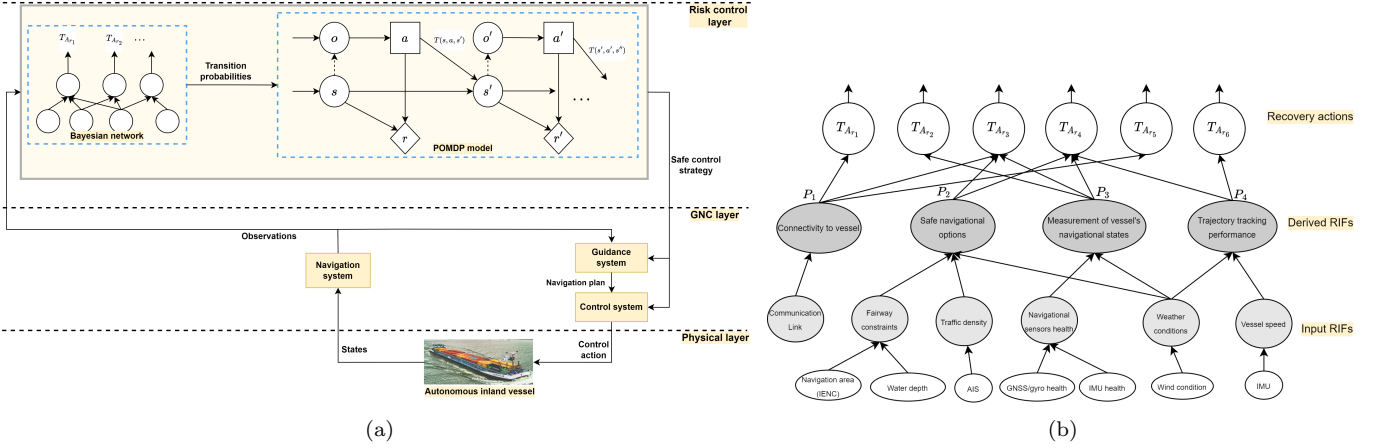 Risk control
layer
T_{A_{r_1}} T_{A_{r_2}} ...
Bayesian network
Transition
probabilities
o a o' a'
T(s,a,s')
T(s',a',s'')
s s' ...
r r'
POMDP model
Safe control
strategy
GNC layer
Observations
Navigation
system
Guidance
system
Navigation plan
Control system
Physical layer
States
Control
action
Autonomous inland vessel
(a)
Recovery actions
T_{A_{r_1}} T_{A_{r_2}} T_{A_{r_3}} T_{A_{r_4}} T_{A_{r_5}} T_{A_{r_6}}
P_1 P_2 P_3 P_4
Connectivity to vessel
Safe navigational
options
Measurement of vessel's
navigational states
Trajectory tracking
performance
Derived RIFs
Communication
Link
Fairway
constraints
Traffic density
Navigational
sensors health
Weather
conditions
Vessel speed
Input RIFs
Navigation area
(IENC)
Water depth
AIS
GNSS/gyro health
IMU health
Wind condition
IMU
(b)